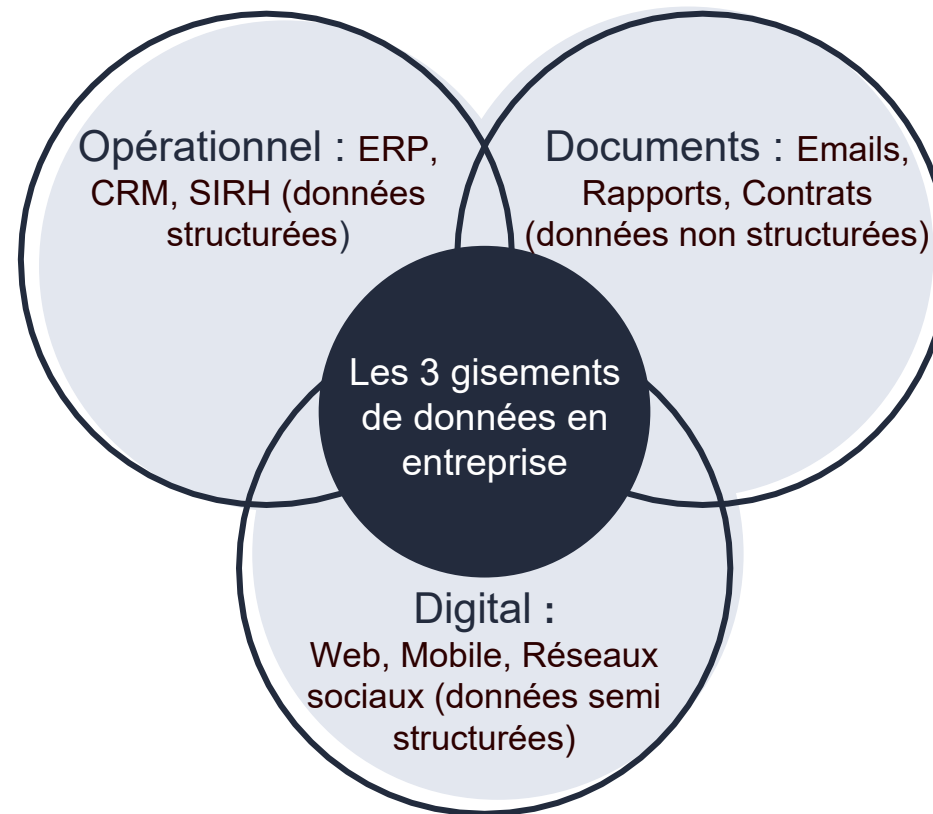 Opérationnel : ERP,
CRM, SIRH (données
structurées)
Documents : Emails,
Rapports, Contrats
(données non structurées)
Les 3 gisements
de données en
entreprise
Digital :
Web, Mobile, Réseaux
sociaux (données semi
structurées)